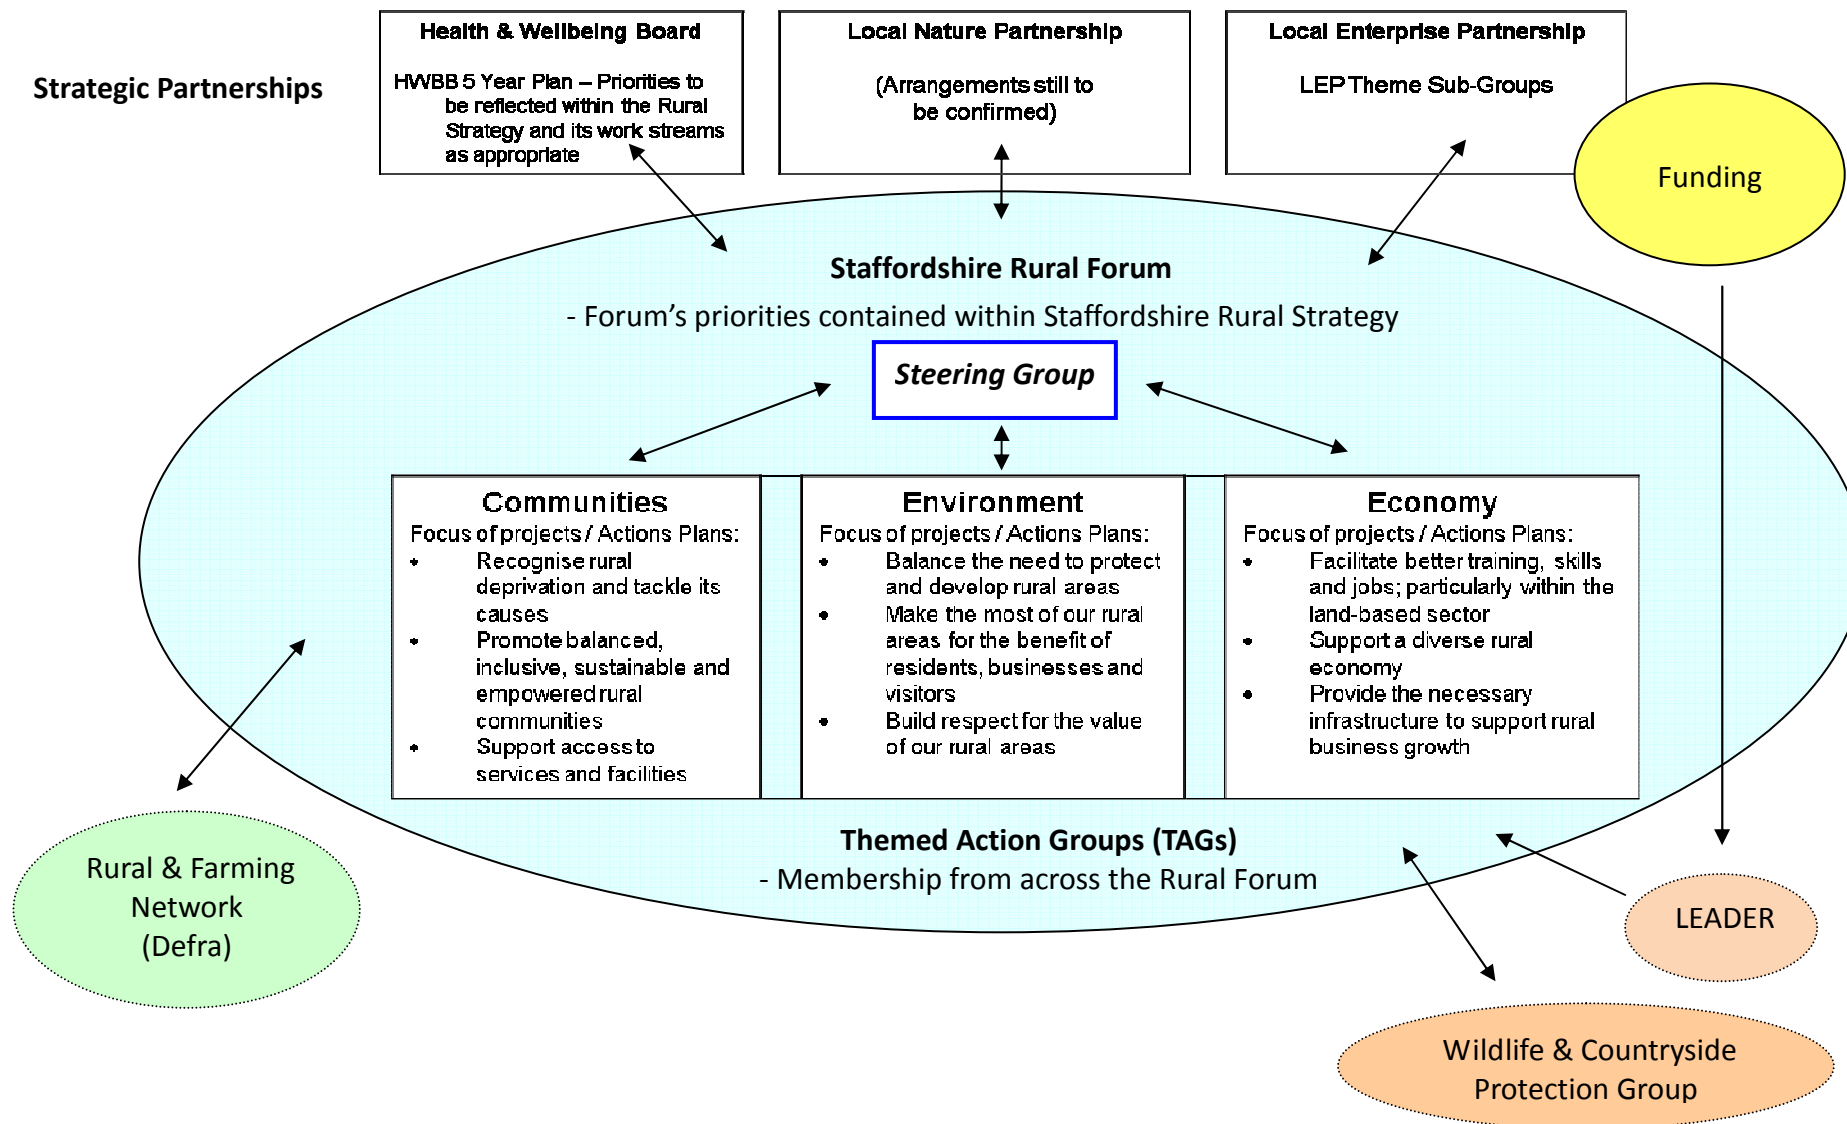 Strategic Partnerships
Health & Wellbeing Board
HWBB 5 Year Plan – Priorities to
be reflected within the Rural
Strategy and its work streams
as appropriate
Local Nature Partnership
(Arrangements still to
be confirmed)
Local Enterprise Partnership
LEP Theme Sub-Groups
Funding
Staffordshire Rural Forum
- Forum’s priorities contained within Staffordshire Rural Strategy
Steering Group
Communities
Focus of projects / Actions Plans:
• Recognise rural
deprivation and tackle its
causes
• Promote balanced,
inclusive, sustainable and
empowered rural
communities
• Support access to
services and facilities
Environment
Focus of projects / Actions Plans:
• Balance the need to protect
and develop rural areas
• Make the most of our rural
areas for the benefit of
residents, businesses and
visitors
• Build respect for the value
of our rural areas
Economy
Focus of projects / Actions Plans:
• Facilitate better training, skills
and jobs; particularly within the
land-based sector
• Support a diverse rural
economy
• Provide the necessary
infrastructure to support rural
business growth
Themed Action Groups (TAGs)
- Membership from across the Rural Forum
Rural & Farming
Network
(Defra)
LEADER
Wildlife & Countryside
Protection Group